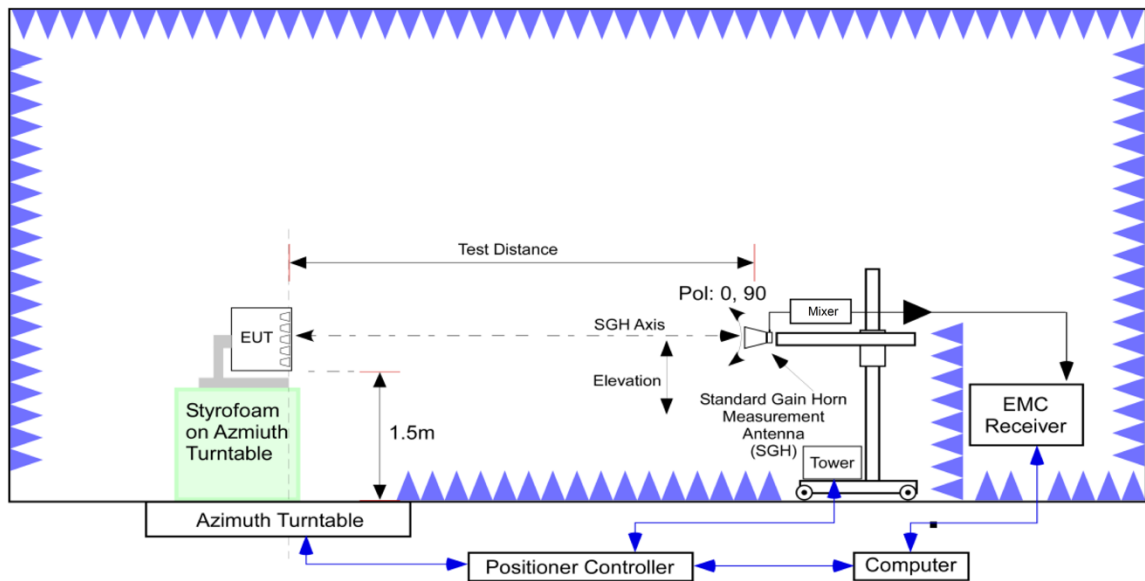 Test Distance
Pol: 0, 90
Mixer
EUT
SGH Axis
Elevation
Standard Gain Horn
Measurement
Antenna
(SGH)
EMC
Receiver
Styrofoam
on Azmiuth
Turntable
1.5m
Tower
Azimuth Turntable
Positioner Controller
Computer